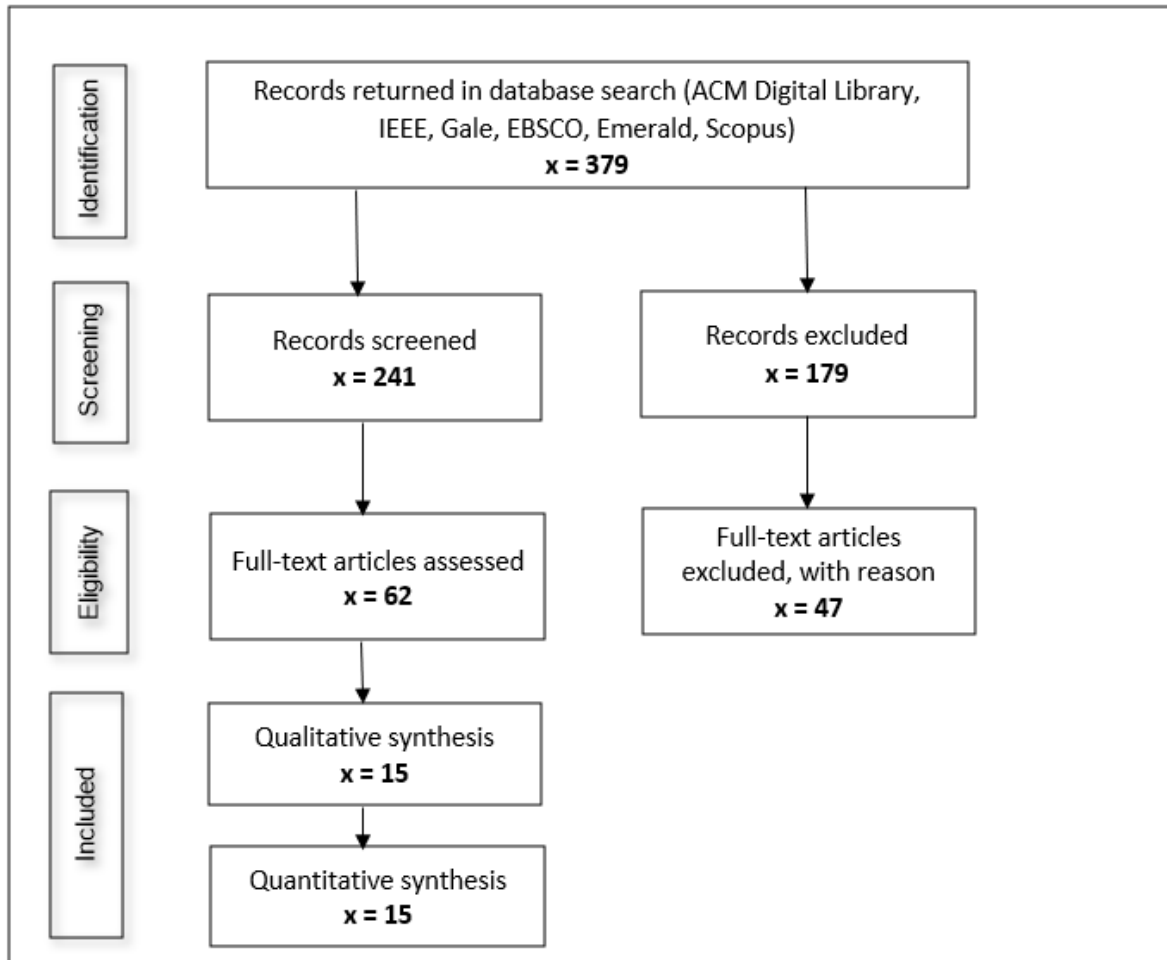 Identification
Records returned in database search (ACM Digital Library,
IEEE, Gale, EBSCO, Emerald, Scopus)
x = 379
Screening
Records screened
x = 241
Records excluded
x = 179
Eligibility
Full-text articles assessed
x = 62
Full-text articles
excluded, with reason
x = 47
Included
Qualitative synthesis
x = 15
Quantitative synthesis
x = 15